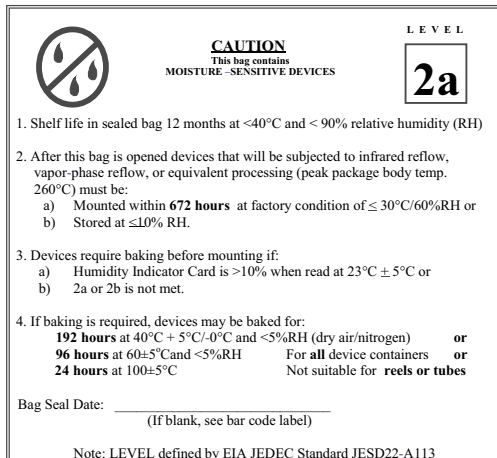 LEVEL
CAUTION
This bag contains
MOISTURE –SENSITIVE DEVICES
2a
1. Shelf life in sealed bag 12 months at <40°C and < 90% relative humidity (RH)
2. After this bag is opened devices that will be subjected to infrared reflow,
vapor-phase reflow, or equivalent processing (peak package body temp.
260°C) must be:
a) Mounted within 672 hours at factory condition of ≤ 30°C/60%RH or
b) Stored at ≤10% RH.
3. Devices require baking before mounting if:
a) Humidity Indicator Card is >10% when read at 23°C ± 5°C or
b) 2a or 2b is not met.
4. If baking is required, devices may be baked for:
192 hours at 40°C + 5°C/-0°C and <5%RH (dry air/nitrogen) or
96 hours at 60±5°Cand <5%RH For all device containers or
24 hours at 100±5°C Not suitable for reels or tubes
Bag Seal Date: ________________________________
(If blank, see bar code label)
Note: LEVEL defined by EIA JEDEC Standard JESD22-A113